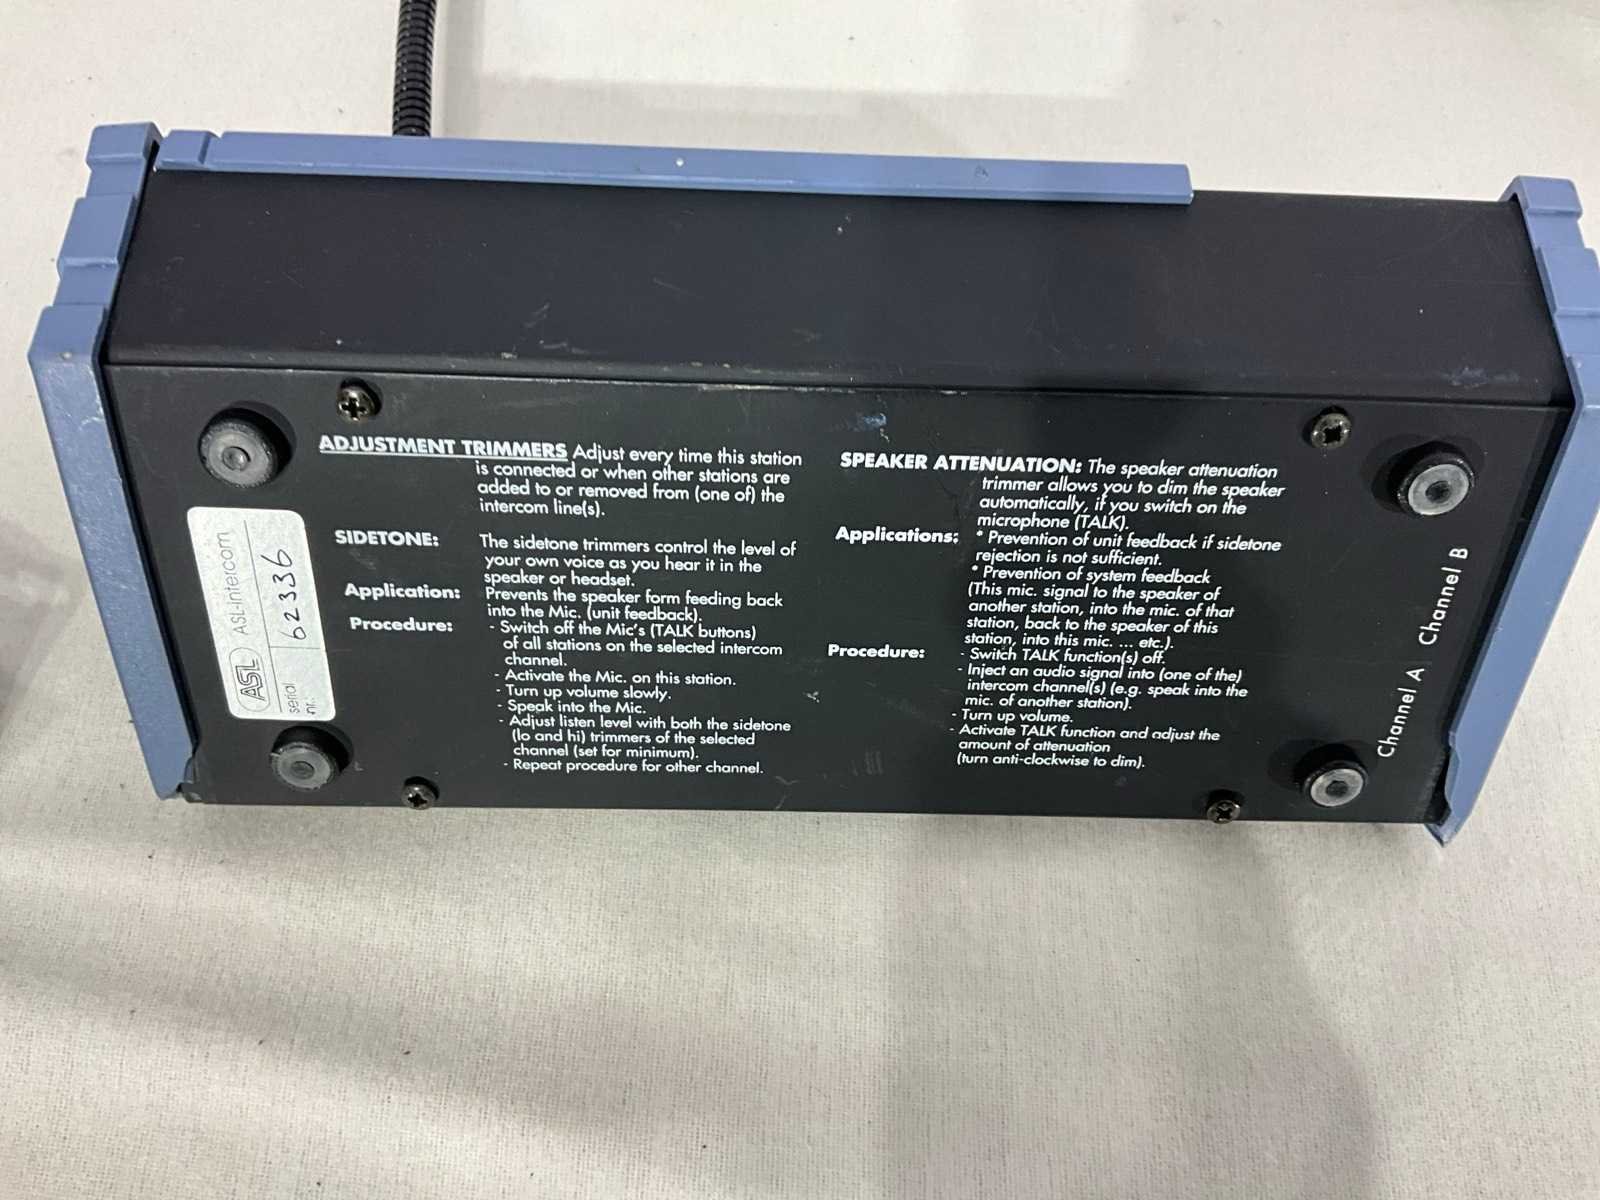 ADJUSTMENT TRIMMERS Adjust every time this station
is connected or when other stations are
added to or removed from (one of) the
intercom line(s).
SIDETONE: The sidetone trimmers control the level of
your own voice as you hear it in the
speaker or headset.
Application: Prevents the speaker form feeding back
into the Mic. (unit feedback).
Procedure: - Switch off the Mic's (TALK buttons)
of all stations on the selected intercom
channel.
- Activate the Mic. on this station.
- Turn up volume slowly.
- Speak into the Mic.
- Adjust listen level with both the sidetone
(lo and hi) trimmers of the selected
channel (set for minimum).
- Repeat procedure for other channel.
SPEAKER ATTENUATION: The speaker attenuation
trimmer allows you to dim the speaker
automatically, if you switch on the
microphone (TALK).
Applications: * Prevention of unit feedback if sidetone
rejection is not sufficient.
* Prevention of system feedback
(This mic. signal to the speaker of
another station, into the mic. of that
station, back to the speaker of this
station, into this mic. ... etc.).
Procedure: - Switch TALK function(s) off.
- Inject an audio signal into (one of the)
intercom channel(s) (e.g. speak into the
mic. of another station).
- Turn up volume.
- Activate TALK function and adjust the
amount of attenuation
(turn anti-clockwise to dim).
ASL ASL-Intercom
serial nr. 62336
Channel A Channel B